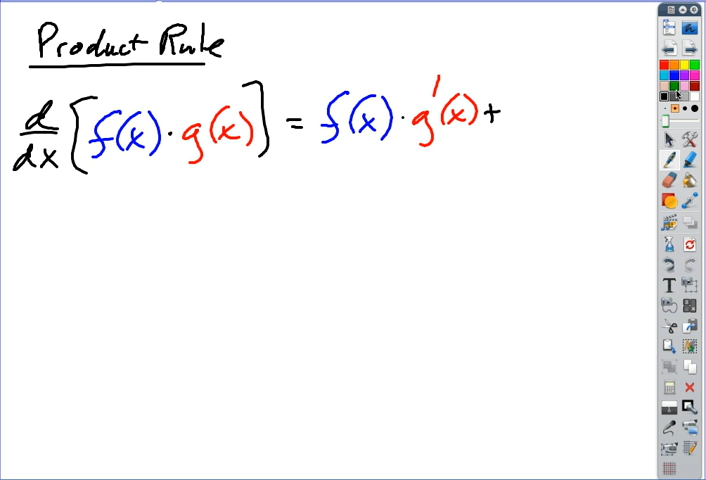 Product Rule
d/dx [f(x) · g(x)] = f(x) · g'(x) +